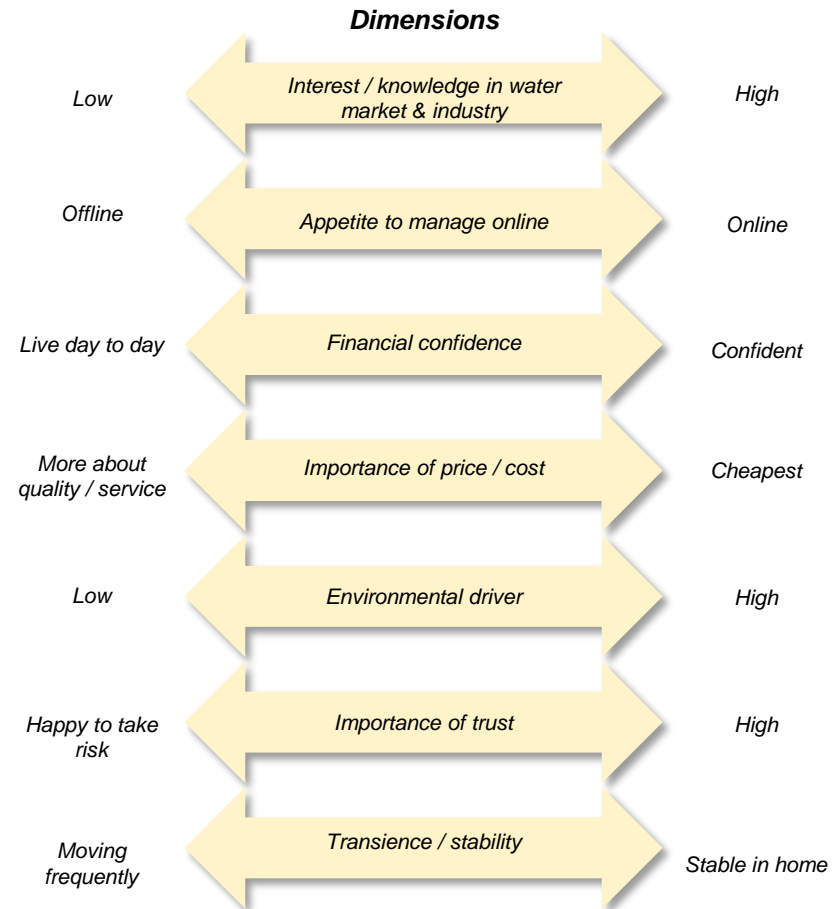 Dimensions
Low
Interest / knowledge in water
market & industry
High
Offline
Appetite to manage online
Online
Live day to day
Financial confidence
Confident
More about
quality / service
Importance of price / cost
Cheapest
Low
Environmental driver
High
Happy to take
risk
Importance of trust
High
Moving
frequently
Transience / stability
Stable in home